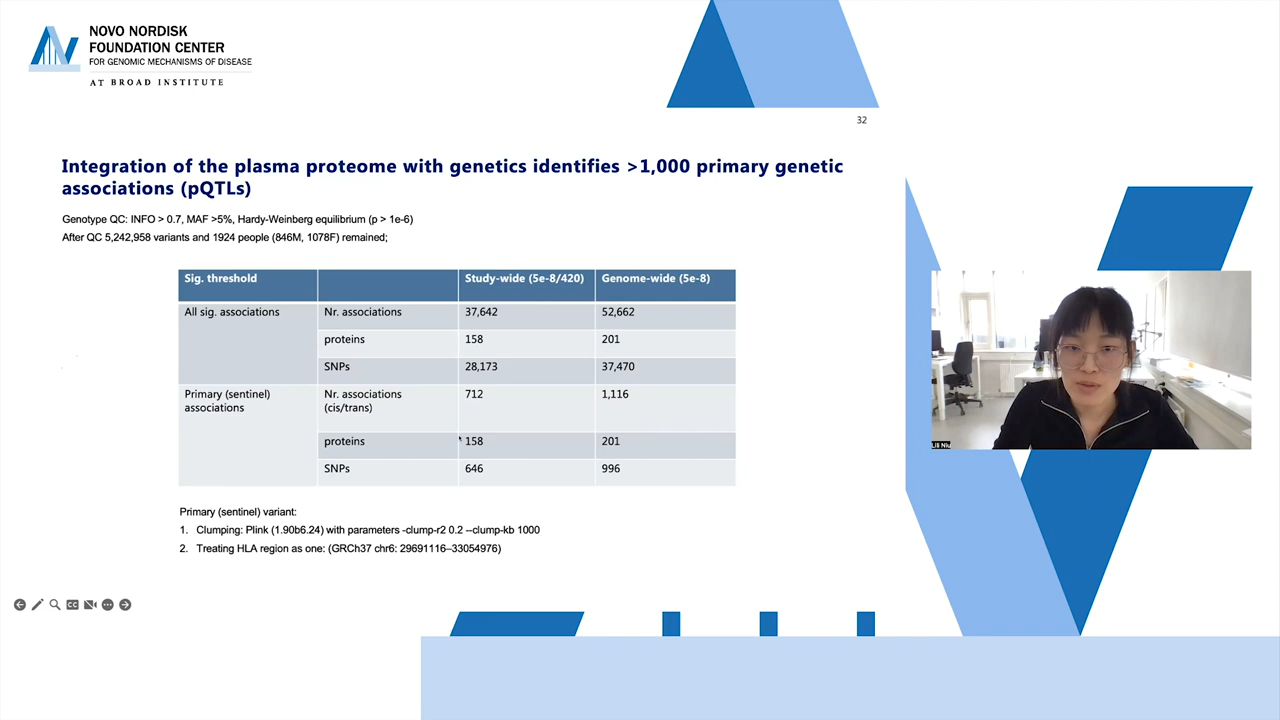 NOVO NORDISK
FOUNDATION CENTER
FOR GENOMIC MECHANISMS OF DISEASE
AT BROAD INSTITUTE
32
Integration of the plasma proteome with genetics identifies >1,000 primary genetic
associations (pQTLs)
Genotype QC: INFO > 0.7, MAF >5%, Hardy-Weinberg equilibrium (p > 1e-6)
After QC 5,242,958 variants and 1924 people (846M, 1078F) remained;
Sig. threshold Study-wide (5e-8/420) Genome-wide (5e-8)
All sig. associations Nr. associations 37,642 52,662
proteins 158 201
SNPs 28,173 37,470
Primary (sentinel) associations Nr. associations (cis/trans) 712 1,116
proteins 158 201
SNPs 646 996
Primary (sentinel) variant:
1. Clumping: Plink (1.90b6.24) with parameters -clump-r2 0.2 --clump-kb 1000
2. Treating HLA region as one: (GRCh37 chr6: 29691116–33054976)
CC
Lili Niu